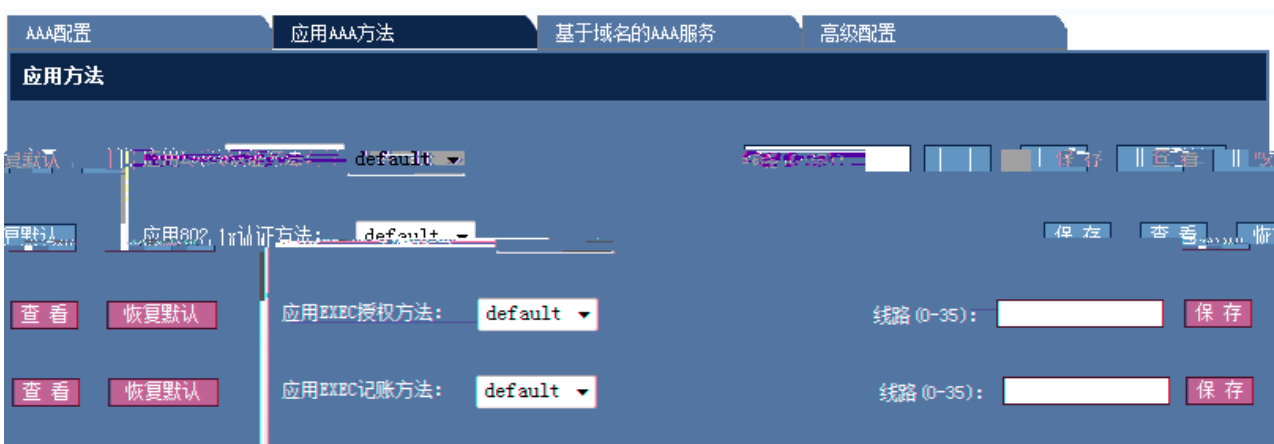 AAA配置 应用AAA方法 基于域名的AAA服务 高级配置
应用方法
复默认 default 保存 查看
应用802.1x认证方法: default 保存 查看 恢
查看 恢复默认 应用EXEC授权方法: default 线路(0-35): 保存
查看 恢复默认 应用EXEC记账方法: default 线路(0-35): 保存